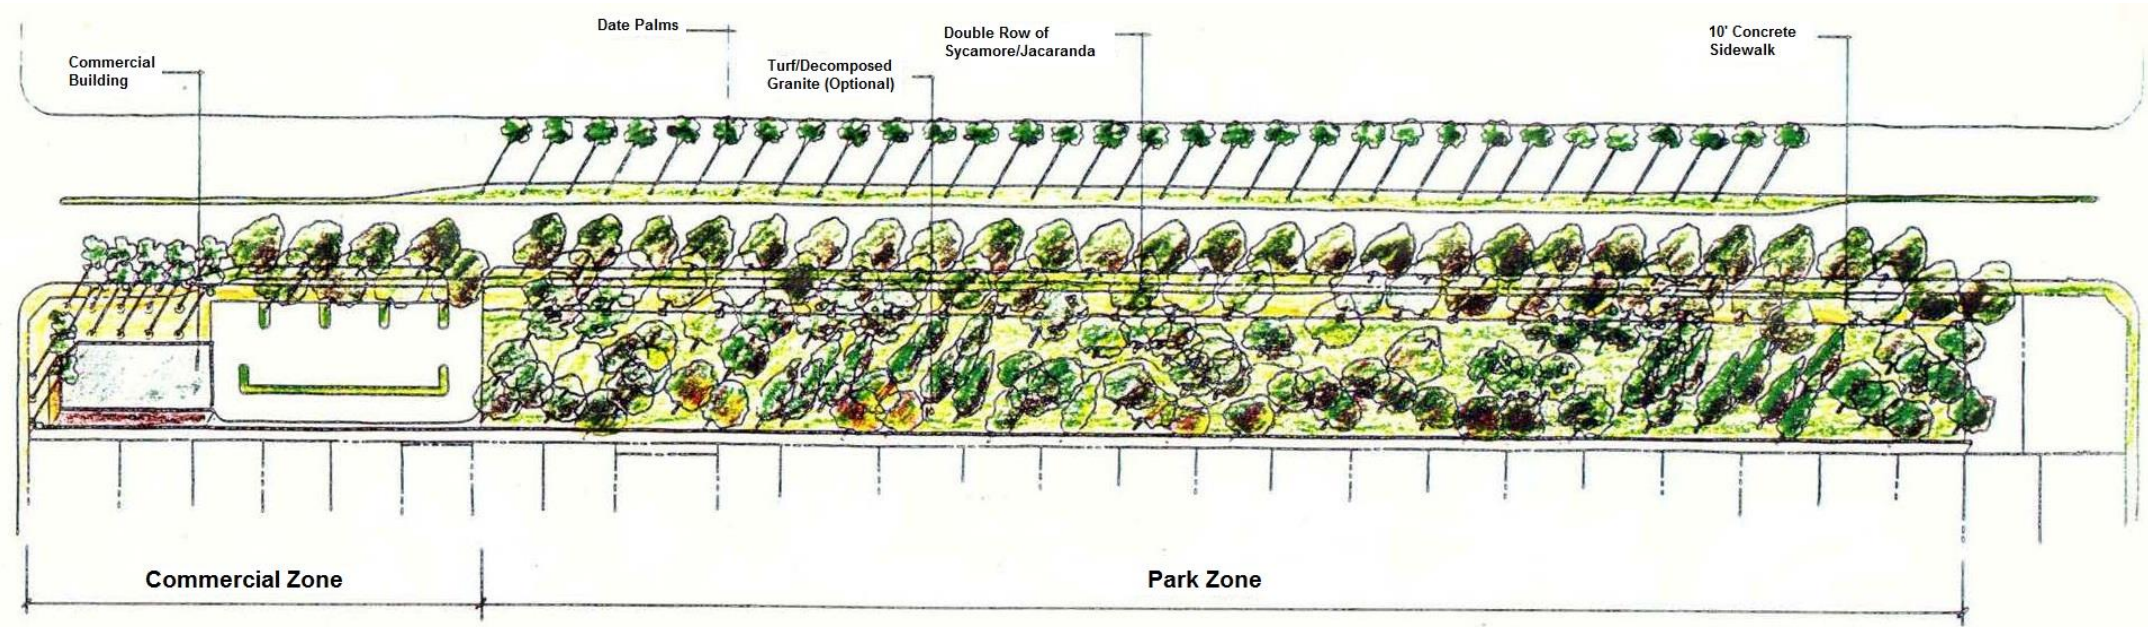 Commercial
Building
Date Palms
Turf/Decomposed
Granite (Optional)
Double Row of
Sycamore/Jacaranda
10' Concrete
Sidewalk
Commercial Zone
Park Zone